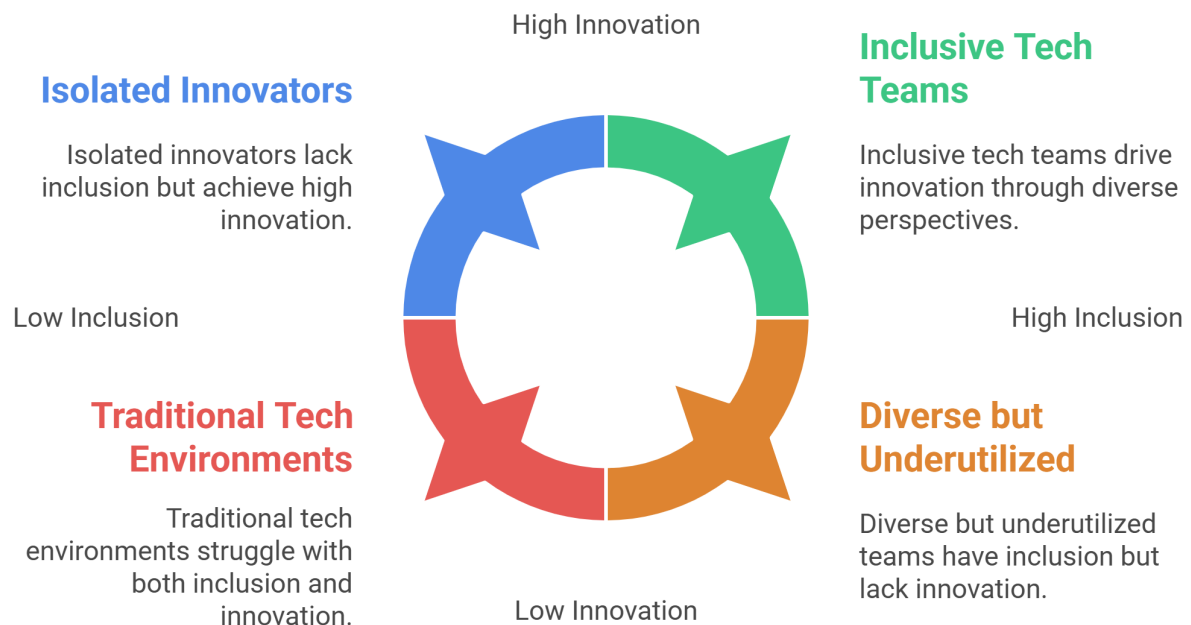 High Innovation
Isolated Innovators
Isolated innovators lack
inclusion but achieve high
innovation.
Inclusive Tech
Teams
Inclusive tech teams drive
innovation through diverse
perspectives.
Low Inclusion
High Inclusion
Traditional Tech
Environments
Traditional tech
environments struggle with
both inclusion and
innovation.
Diverse but
Underutilized
Diverse but underutilized
teams have inclusion but
lack innovation.
Low Innovation